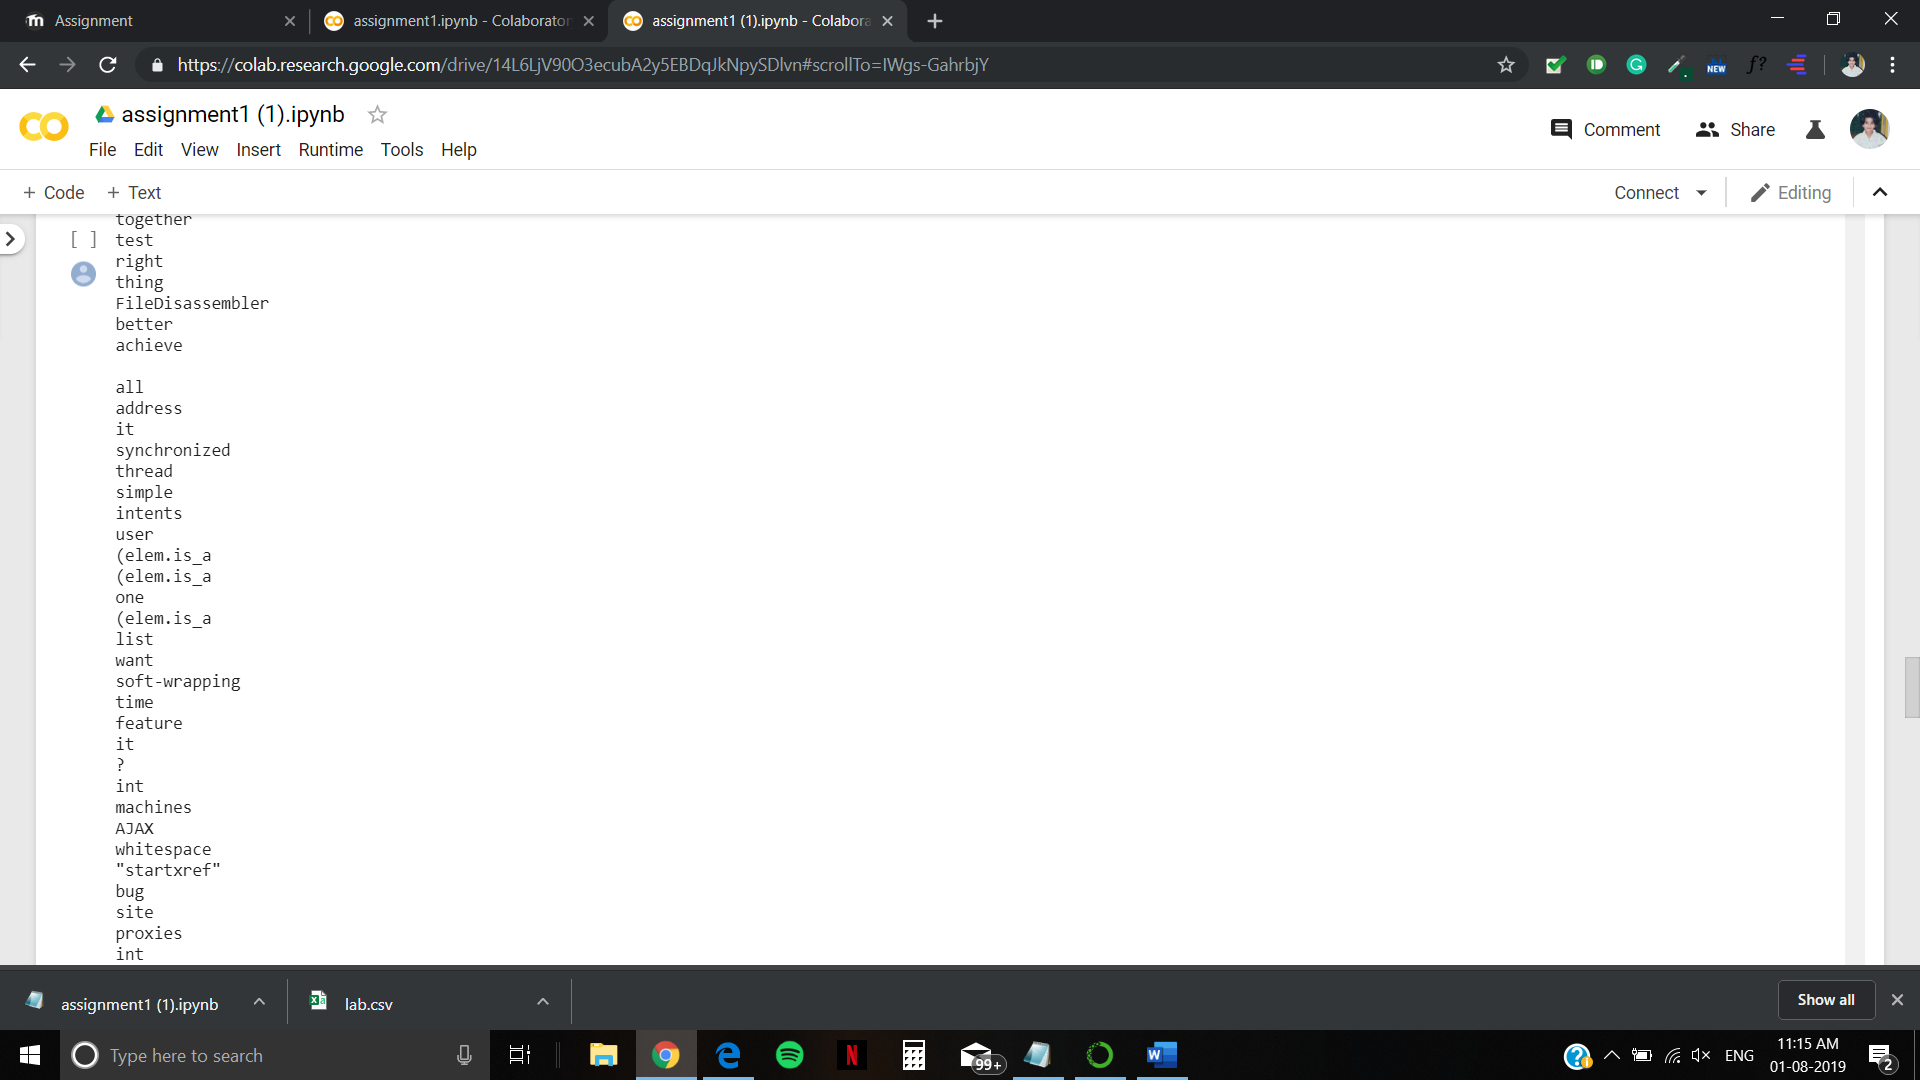 Assignment
assignment1.ipynb - Colaborator
assignment1 (1).ipynb - Colabora
https://colab.research.google.com/drive/14L6LjV90O3ecubA2y5EBDqJkNpySDlvn#scrollTo=IWgs-GahrbjY
NEW
f?
assignment1 (1).ipynb
Comment
Share
File Edit View Insert Runtime Tools Help
+ Code + Text
Connect
Editing
together
[ ] test
right
thing
FileDisassembler
better
achieve
all
address
it
synchronized
thread
simple
intents
user
(elem.is_a
(elem.is_a
one
(elem.is_a
list
want
soft-wrapping
time
feature
it
?
int
machines
AJAX
whitespace
"startxref"
bug
site
proxies
int
assignment1 (1).ipynb
lab.csv
Show all
Type here to search
99+
ENG
11:15 AM
01-08-2019
2